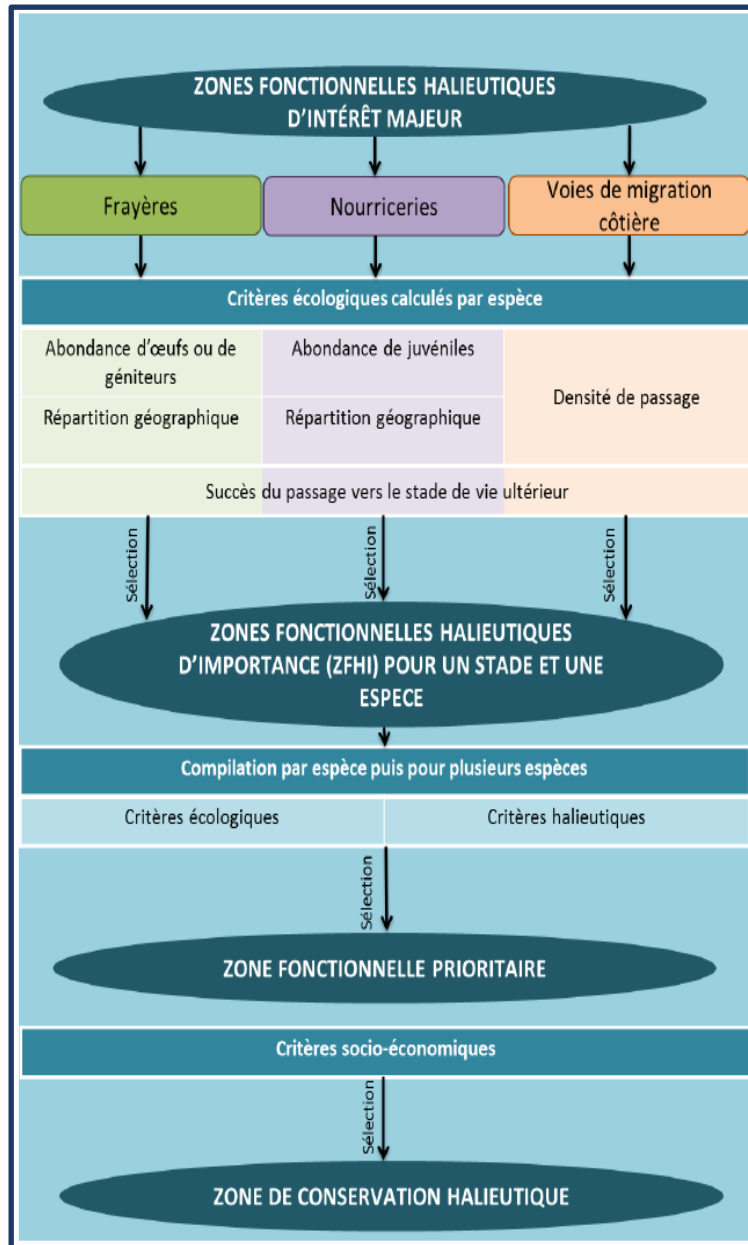 ZONES FONCTIONNELLES HALIEUTIQUES
D'INTÉRÊT MAJEUR
Frayères
Nourriceries
Voies de migration
côtière
Critères écologiques calculés par espèce
Abondance d'œufs ou de
géniteurs
Abondance de juvéniles
Densité de passage
Répartition géographique
Répartition géographique
Succès du passage vers le stade de vie ultérieur
Sélection
Sélection
Sélection
ZONES FONCTIONNELLES HALIEUTIQUES
D'IMPORTANCE (ZFHI) POUR UN STADE ET UNE
ESPECE
Compilation par espèce puis pour plusieurs espèces
Critères écologiques
Critères halieutiques
Sélection
ZONE FONCTIONNELLE PRIORITAIRE
Critères socio-économiques
Sélection
ZONE DE CONSERVATION HALIEUTIQUE